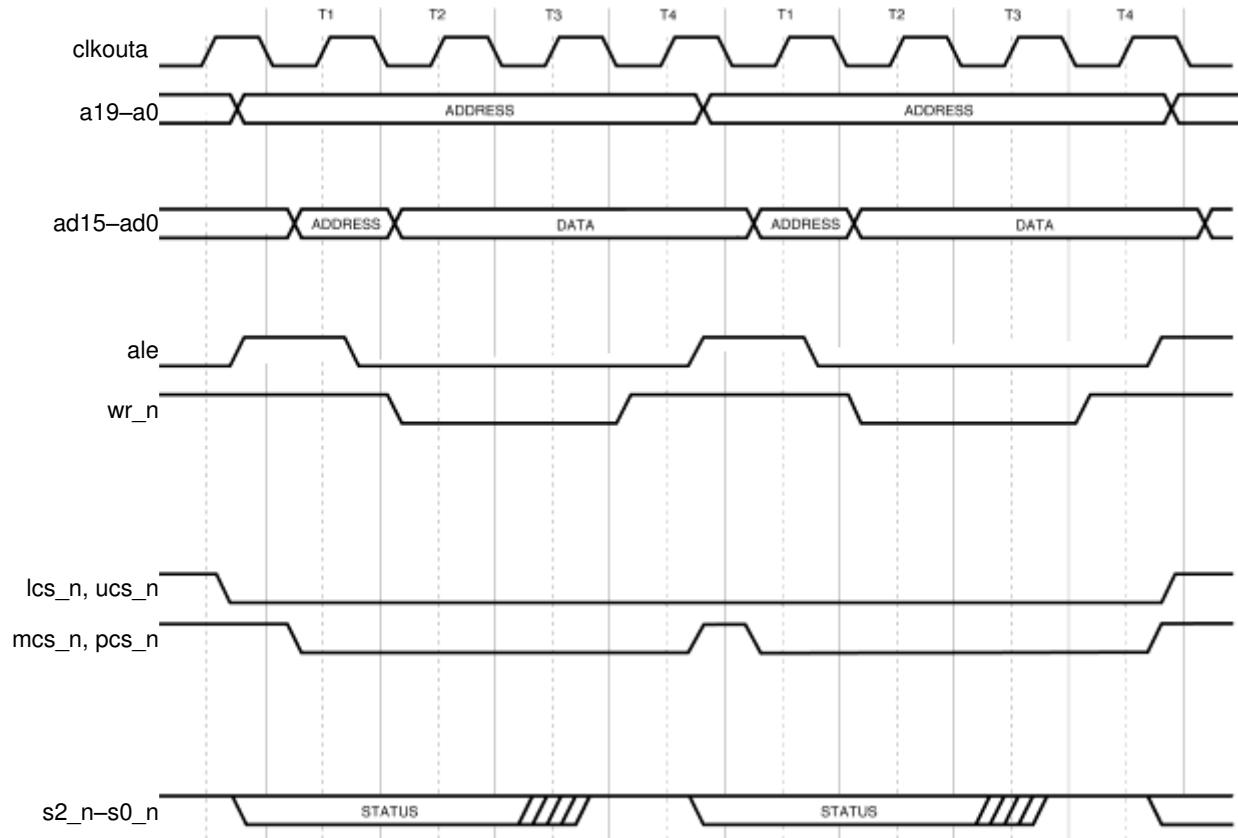 T1 T2 T3 T4 T1 T2 T3 T4
clkouta
a19–a0 ADDRESS ADDRESS
ad15–ad0 ADDRESS DATA ADDRESS DATA
ale
wr_n
lcs_n, ucs_n
mcs_n, pcs_n
s2_n–s0_n STATUS STATUS